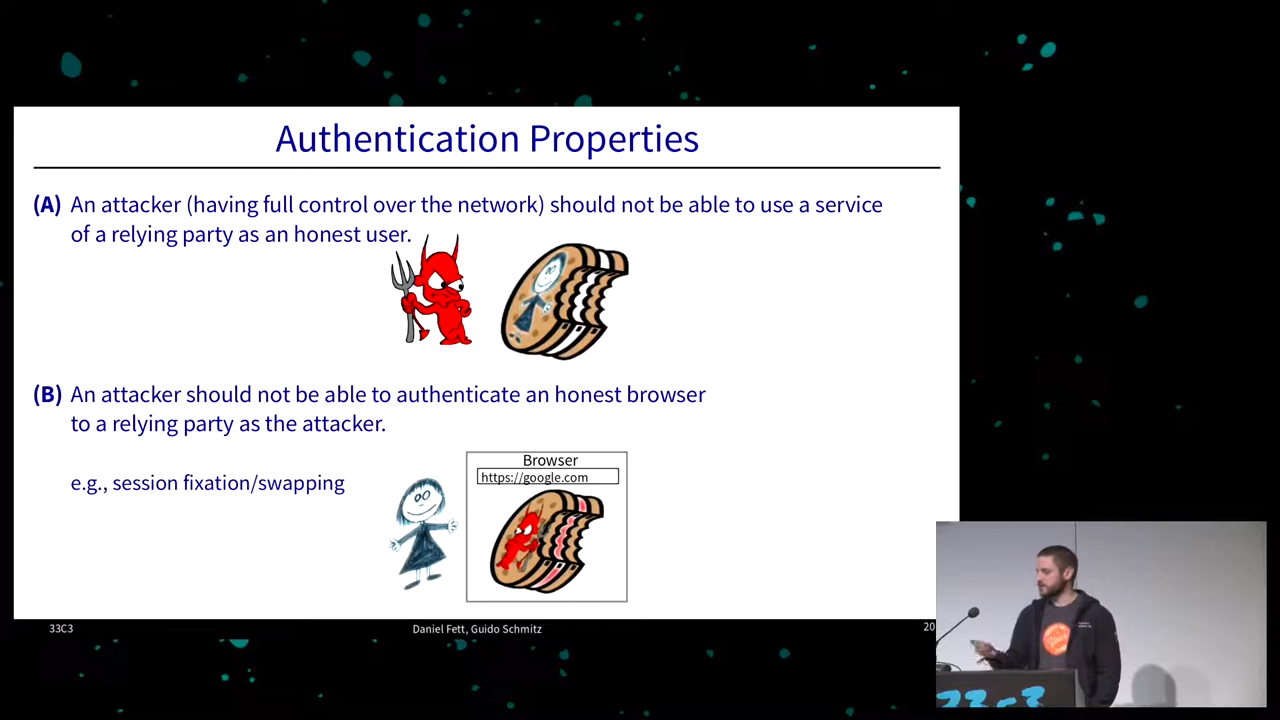 Authentication Properties
(A) An attacker (having full control over the network) should not be able to use a service
of a relying party as an honest user.
(B) An attacker should not be able to authenticate an honest browser
to a relying party as the attacker.
e.g., session fixation/swapping
Browser
https://google.com
33C3
Daniel Fett, Guido Schmitz
20